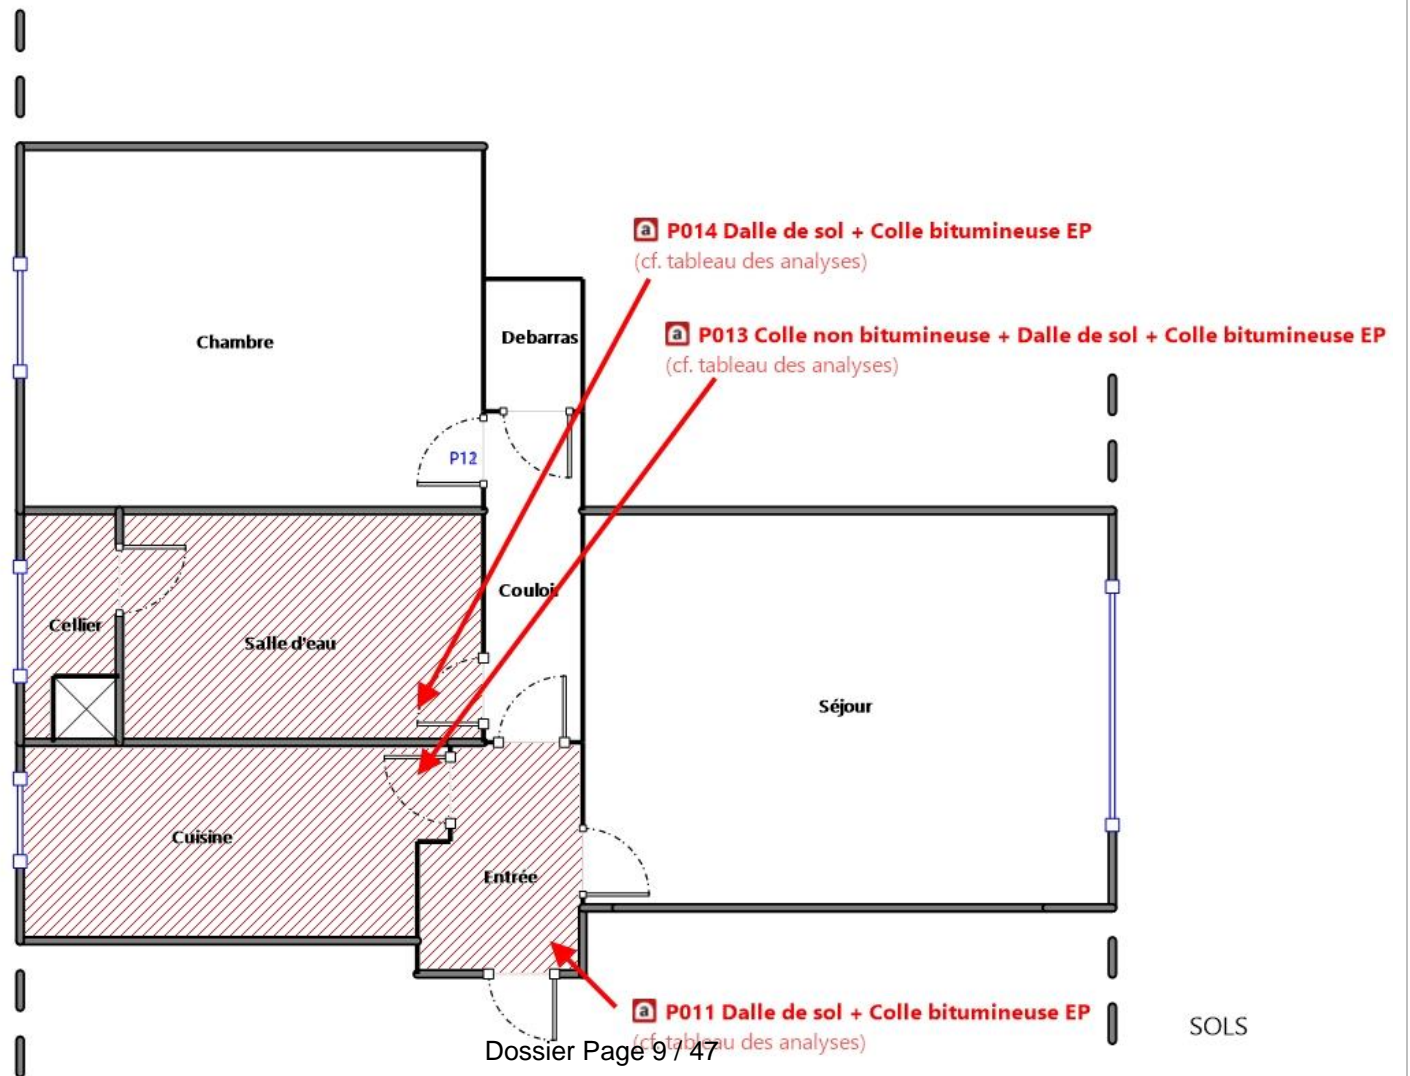 a P014 Dalle de sol + Colle bitumineuse EP
(cf. tableau des analyses)
a P013 Colle non bitumineuse + Dalle de sol + Colle bitumineuse EP
(cf. tableau des analyses)
Chambre
Debarras
P12
Couloir
Cellier
Salle d'eau
Séjour
Cuisine
Entrée
a P011 Dalle de sol + Colle bitumineuse EP
(cf. tableau des analyses)
SOLS
Dossier Page 9 / 47